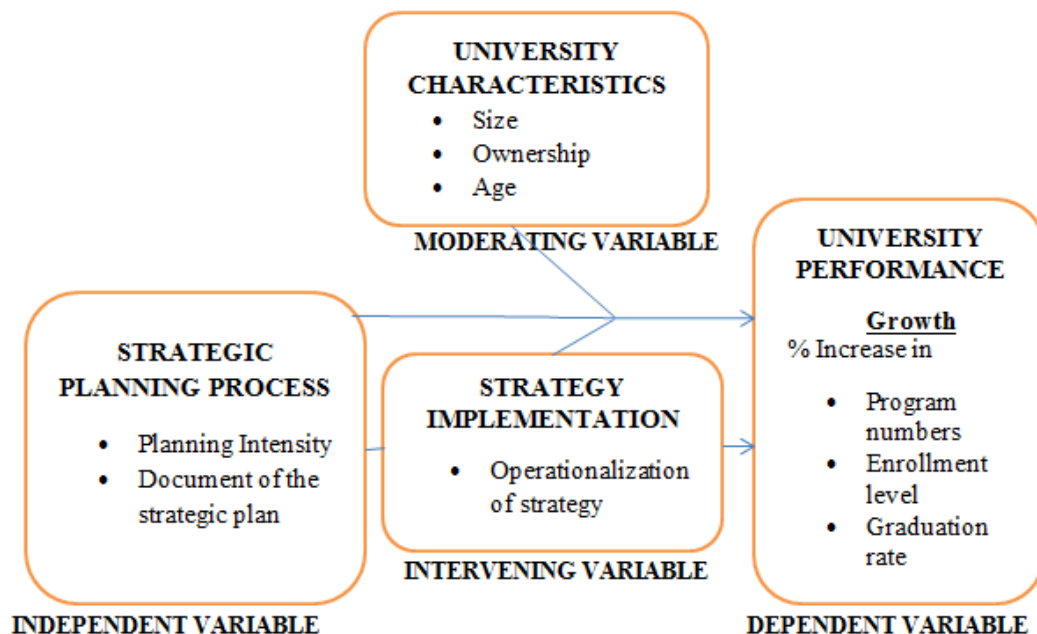 UNIVERSITY
CHARACTERISTICS
• Size
• Ownership
• Age
MODERATING VARIABLE
STRATEGIC
PLANNING PROCESS
• Planning Intensity
• Document of the
strategic plan
INDEPENDENT VARIABLE
STRATEGY
IMPLEMENTATION
• Operationalization
of strategy
INTERVENING VARIABLE
UNIVERSITY
PERFORMANCE
Growth
% Increase in
• Program
numbers
• Enrollment
level
• Graduation
rate
DEPENDENT VARIABLE